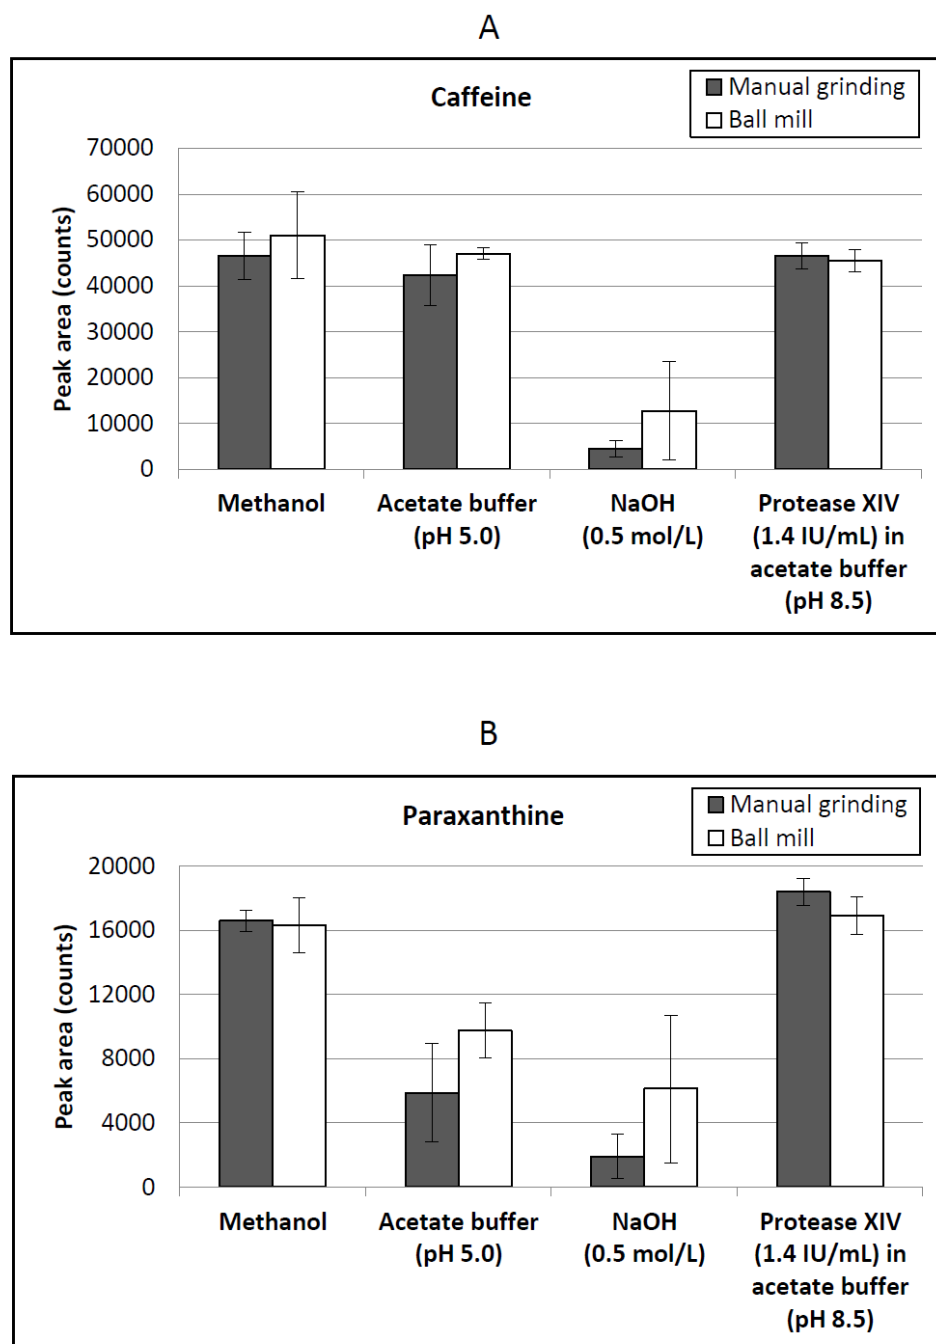 A
Caffeine
Manual grinding
Ball mill
Peak area (counts)
70000
60000
50000
40000
30000
20000
10000
0
Methanol
Acetate buffer
(pH 5.0)
NaOH
(0.5 mol/L)
Protease XIV
(1.4 IU/mL) in
acetate buffer
(pH 8.5)
B
Paraxanthine
Manual grinding
Ball mill
Peak area (counts)
20000
16000
12000
8000
4000
0
Methanol
Acetate buffer
(pH 5.0)
NaOH
(0.5 mol/L)
Protease XIV
(1.4 IU/mL) in
acetate buffer
(pH 8.5)